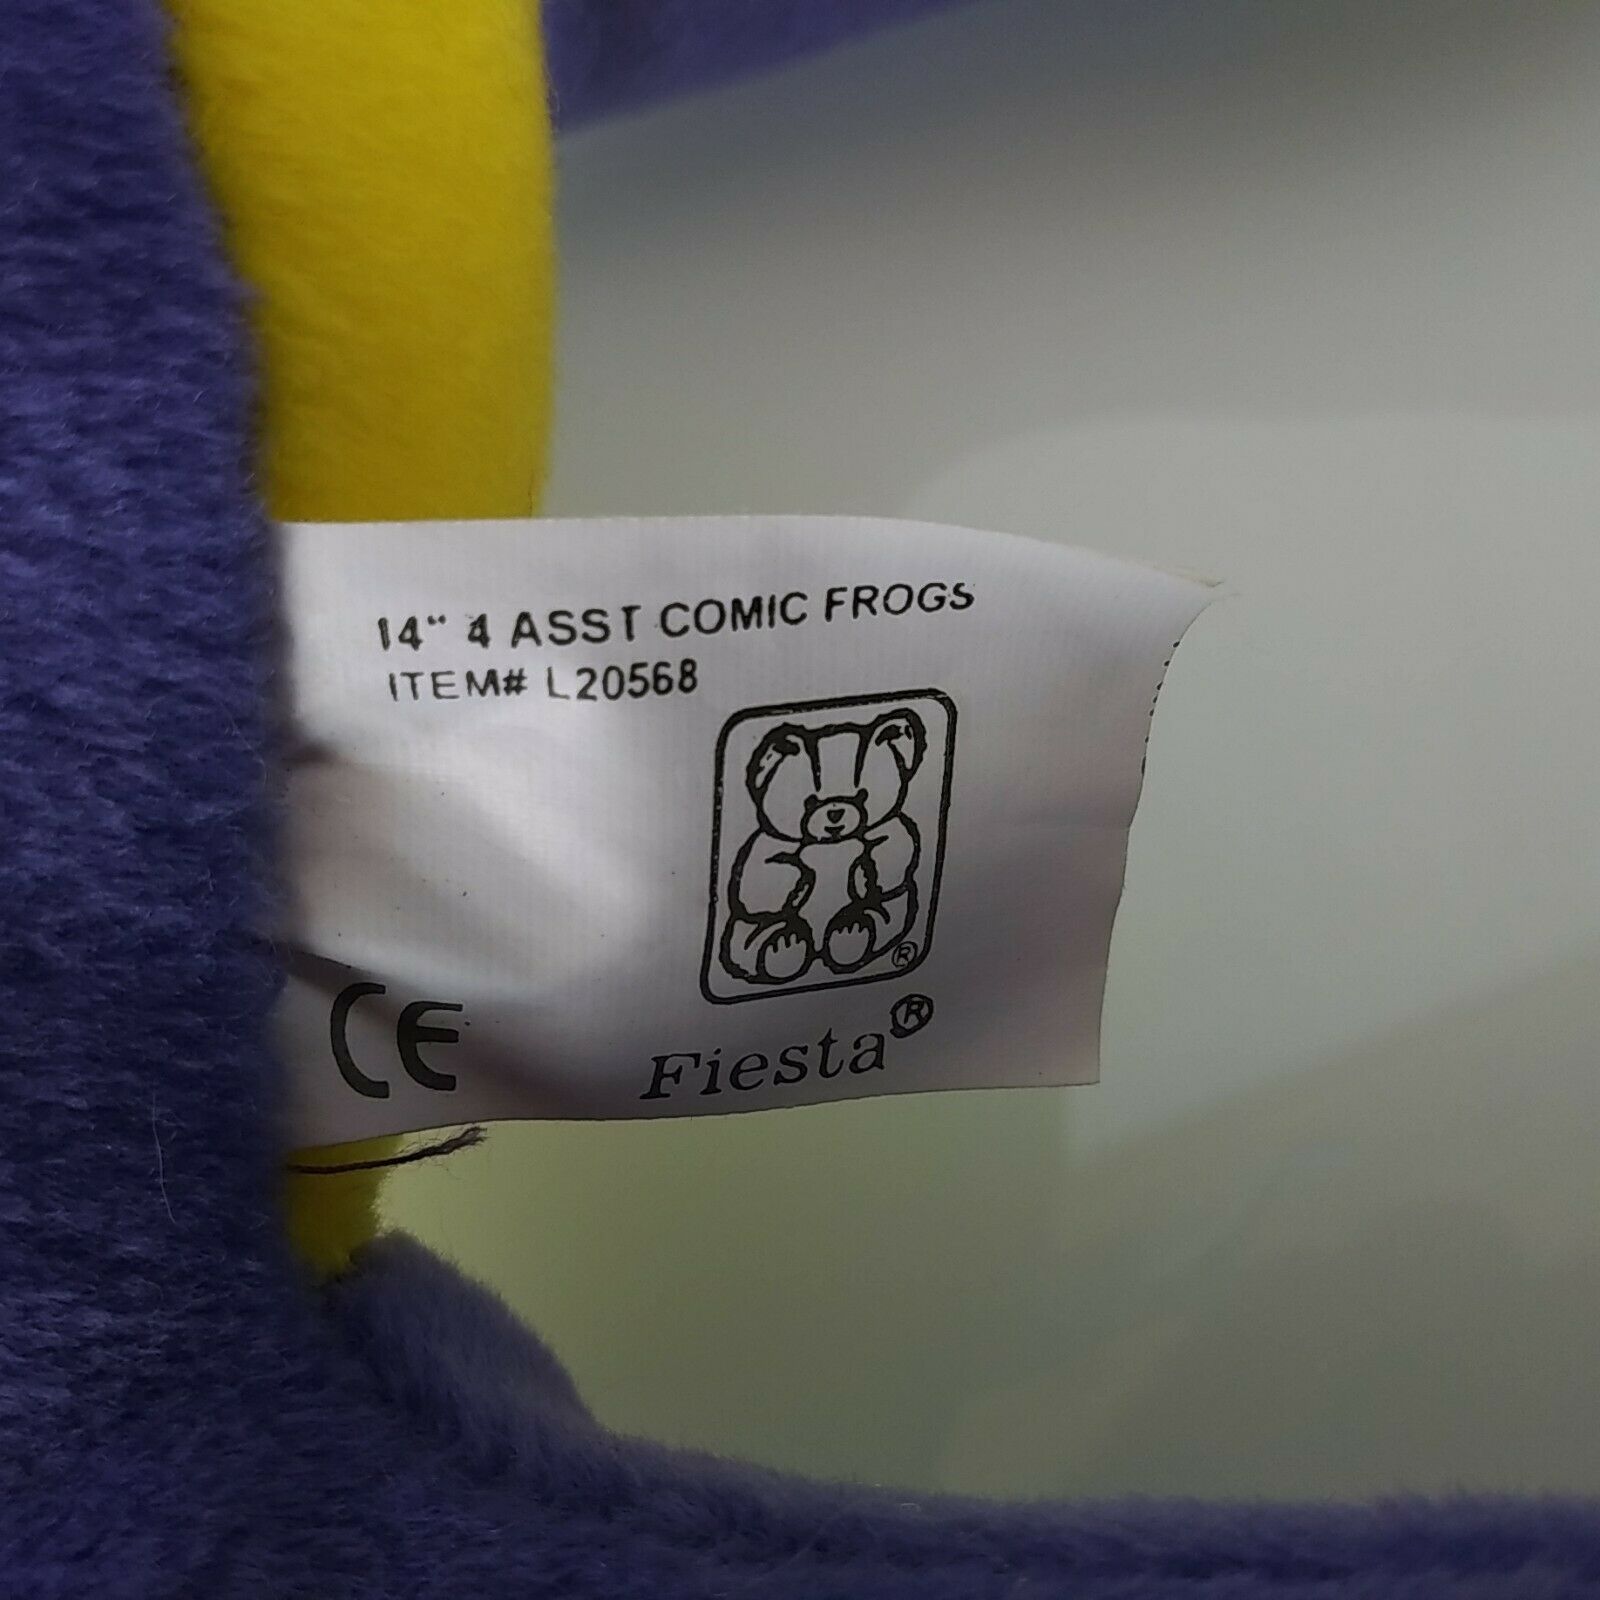 14" 4 ASST COMIC FROGS
ITEM# L20568
®
CE
Fiesta®